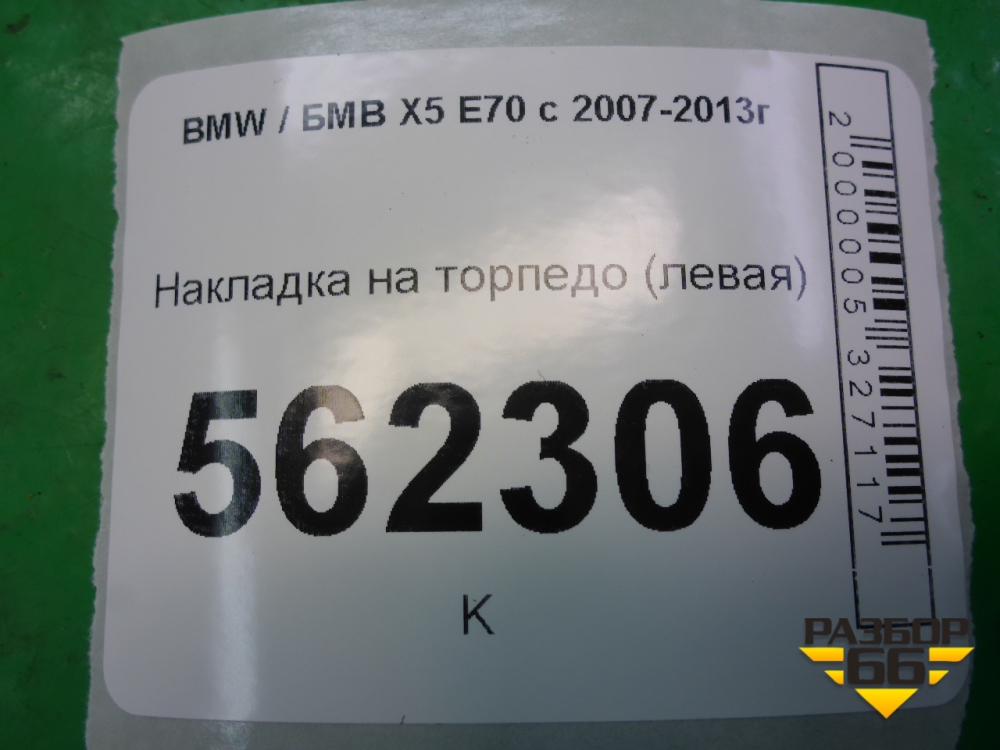 BMW / БМВ X5 E70 с 2007-2013г
Накладка на торпедо (левая)
562306
К
2000005327117
РАЗБОР
66